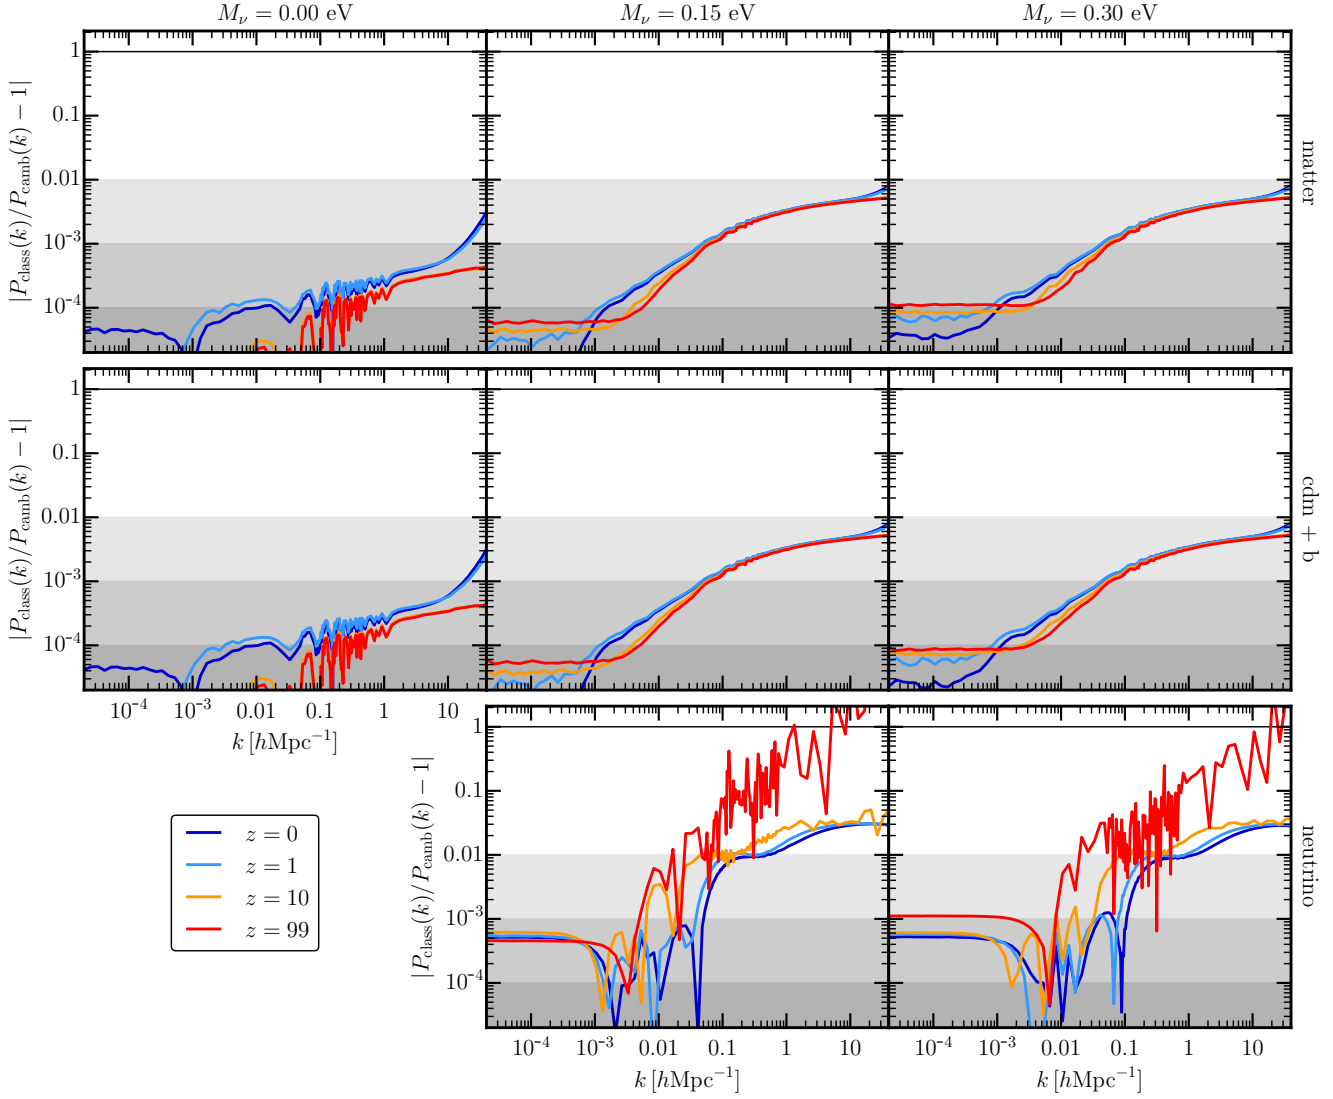 M_ν = 0.00 eV M_ν = 0.15 eV M_ν = 0.30 eV
|P_class(k)/P_camb(k) − 1|
1
0.1
0.01
10⁻³
10⁻⁴
matter
|P_class(k)/P_camb(k) − 1|
1
0.1
0.01
10⁻³
10⁻⁴
cdm + b
10⁻⁴ 10⁻³ 0.01 0.1 1 10
k [hMpc⁻¹]
|P_class(k)/P_camb(k) − 1|
1
0.1
0.01
10⁻³
10⁻⁴
neutrino
z = 0
z = 1
z = 10
z = 99
10⁻⁴ 10⁻³ 0.01 0.1 1 10 10⁻⁴ 10⁻³ 0.01 0.1 1 10
k [hMpc⁻¹] k [hMpc⁻¹]